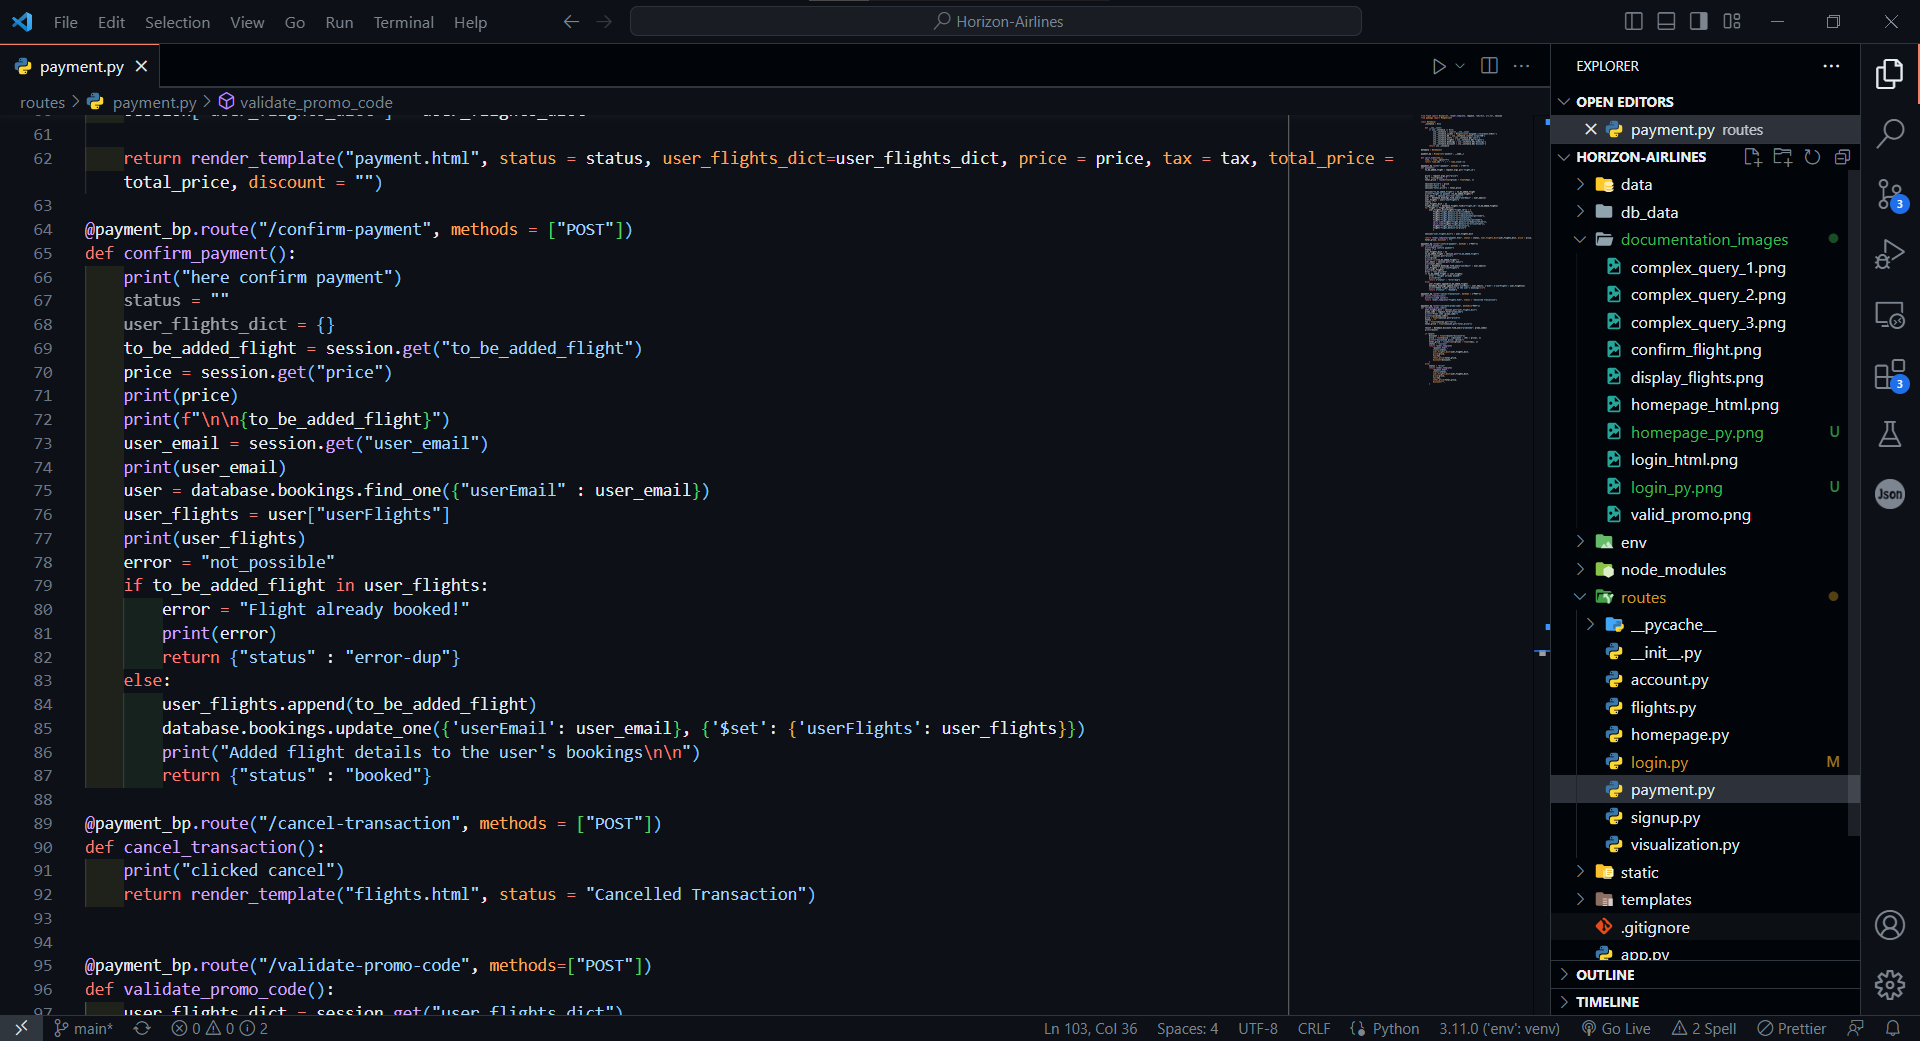 File Edit Selection View Go Run Terminal Help
Horizon-Airlines
payment.py
routes > payment.py > validate_promo_code
61
62 return render_template("payment.html", status = status, user_flights_dict=user_flights_dict, price = price, tax = tax, total_price =
total_price, discount = "")
63
64 @payment_bp.route("/confirm-payment", methods = ["POST"])
65 def confirm_payment():
66 print("here confirm payment")
67 status = ""
68 user_flights_dict = {}
69 to_be_added_flight = session.get("to_be_added_flight")
70 price = session.get("price")
71 print(price)
72 print(f"\n\n{to_be_added_flight}")
73 user_email = session.get("user_email")
74 print(user_email)
75 user = database.bookings.find_one({"userEmail" : user_email})
76 user_flights = user["userFlights"]
77 print(user_flights)
78 error = "not_possible"
79 if to_be_added_flight in user_flights:
80 error = "Flight already booked!"
81 print(error)
82 return {"status" : "error-dup"}
83 else:
84 user_flights.append(to_be_added_flight)
85 database.bookings.update_one({'userEmail': user_email}, {'$set': {'userFlights': user_flights}})
86 print("Added flight details to the user's bookings\n\n")
87 return {"status" : "booked"}
88
89 @payment_bp.route("/cancel-transaction", methods = ["POST"])
90 def cancel_transaction():
91 print("clicked cancel")
92 return render_template("flights.html", status = "Cancelled Transaction")
93
94
95 @payment_bp.route("/validate-promo-code", methods=["POST"])
96 def validate_promo_code():
97 user_flights_dict = session.get("user_flights_dict")
EXPLORER
OPEN EDITORS
payment.py routes
HORIZON-AIRLINES
data
db_data
documentation_images
complex_query_1.png
complex_query_2.png
complex_query_3.png
confirm_flight.png
display_flights.png
homepage_html.png
homepage_py.png U
login_html.png
login_py.png U
valid_promo.png
env
node_modules
routes
__pycache__
__init__.py
account.py
flights.py
homepage.py
login.py M
payment.py
signup.py
visualization.py
static
templates
.gitignore
app.py
OUTLINE
TIMELINE
3
3
Json
main* 0 0 2
Ln 103, Col 36 Spaces: 4 UTF-8 CRLF Python 3.11.0 ('env': venv) Go Live 2 Spell Prettier